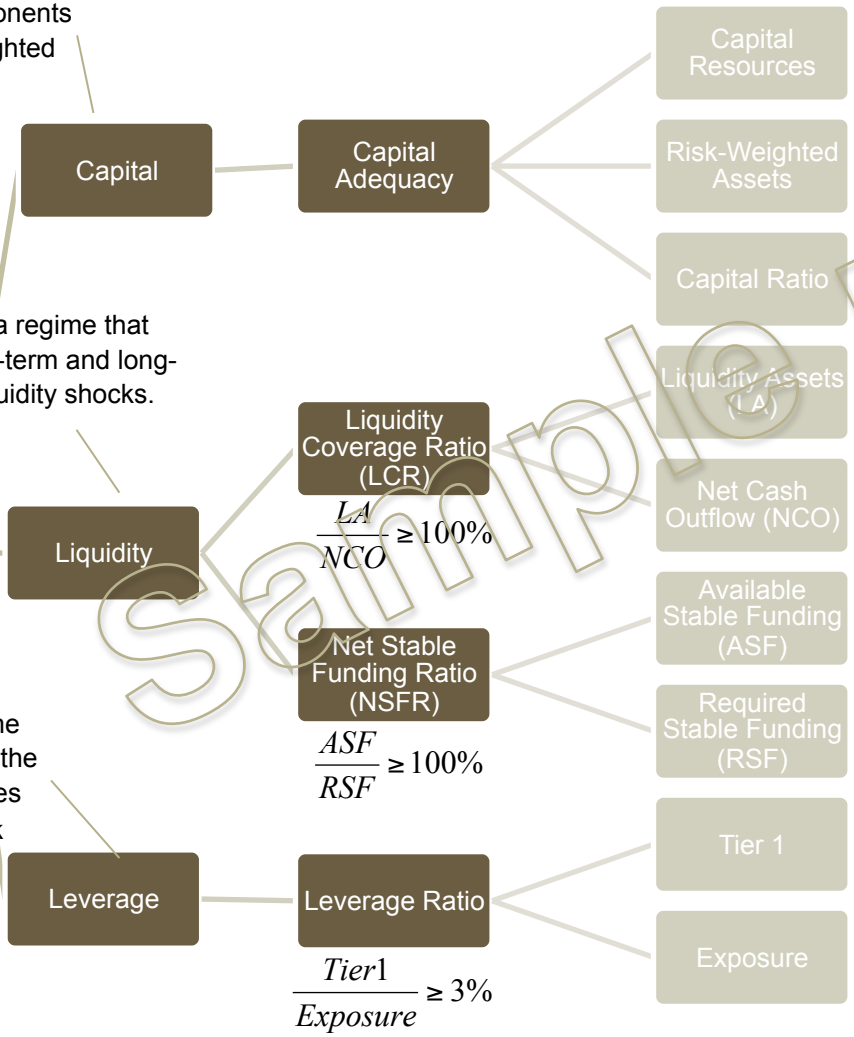 ghted
Capital
Capital
Adequacy
Capital
Resources
Risk-Weighted
Assets
Capital Ratio
a regime that
-term and long-
uidity shocks.
Liquidity
Liquidity
Coverage Ratio
(LCR)
LA
NCO ≥ 100%
Liquidity Assets
(LA)
Net Cash
Outflow (NCO)
Net Stable
Funding Ratio
(NSFR)
ASF
RSF ≥ 100%
Available
Stable Funding
(ASF)
Required
Stable Funding
(RSF)
the
Leverage
Leverage Ratio
Tier1
Exposure ≥ 3%
Tier 1
Exposure
Sample